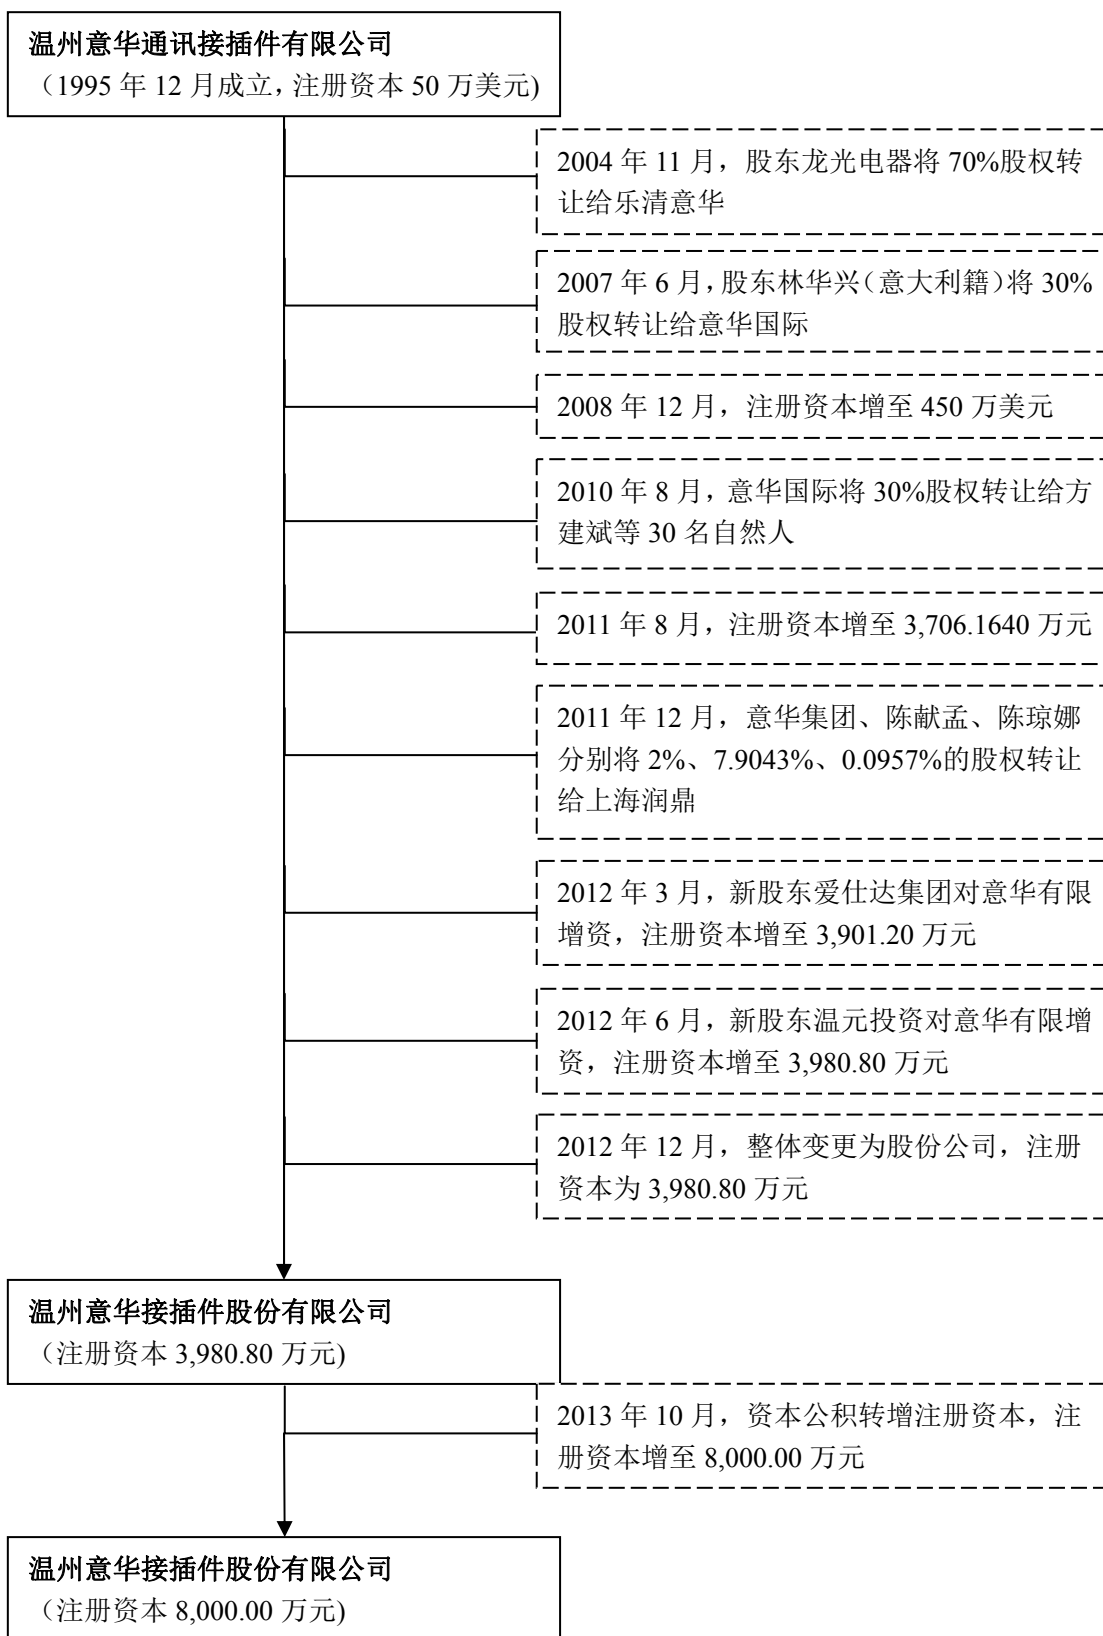 温州意华通讯接插件有限公司
（1995 年 12 月成立，注册资本 50 万美元)
2004 年 11 月，股东龙光电器将 70%股权转
让给乐清意华
2007 年 6 月，股东林华兴（意大利籍）将 30%
股权转让给意华国际
2008 年 12 月，注册资本增至 450 万美元
2010 年 8 月，意华国际将 30%股权转让给方
建斌等 30 名自然人
2011 年 8 月，注册资本增至 3,706.1640 万元
2011 年 12 月，意华集团、陈献孟、陈琼娜
分别将 2%、7.9043%、0.0957%的股权转让
给上海润鼎
2012 年 3 月，新股东爱仕达集团对意华有限
增资，注册资本增至 3,901.20 万元
2012 年 6 月，新股东温元投资对意华有限增
资，注册资本增至 3,980.80 万元
2012 年 12 月，整体变更为股份公司，注册
资本为 3,980.80 万元
温州意华接插件股份有限公司
（注册资本 3,980.80 万元)
2013 年 10 月，资本公积转增注册资本，注
册资本增至 8,000.00 万元
温州意华接插件股份有限公司
（注册资本 8,000.00 万元)